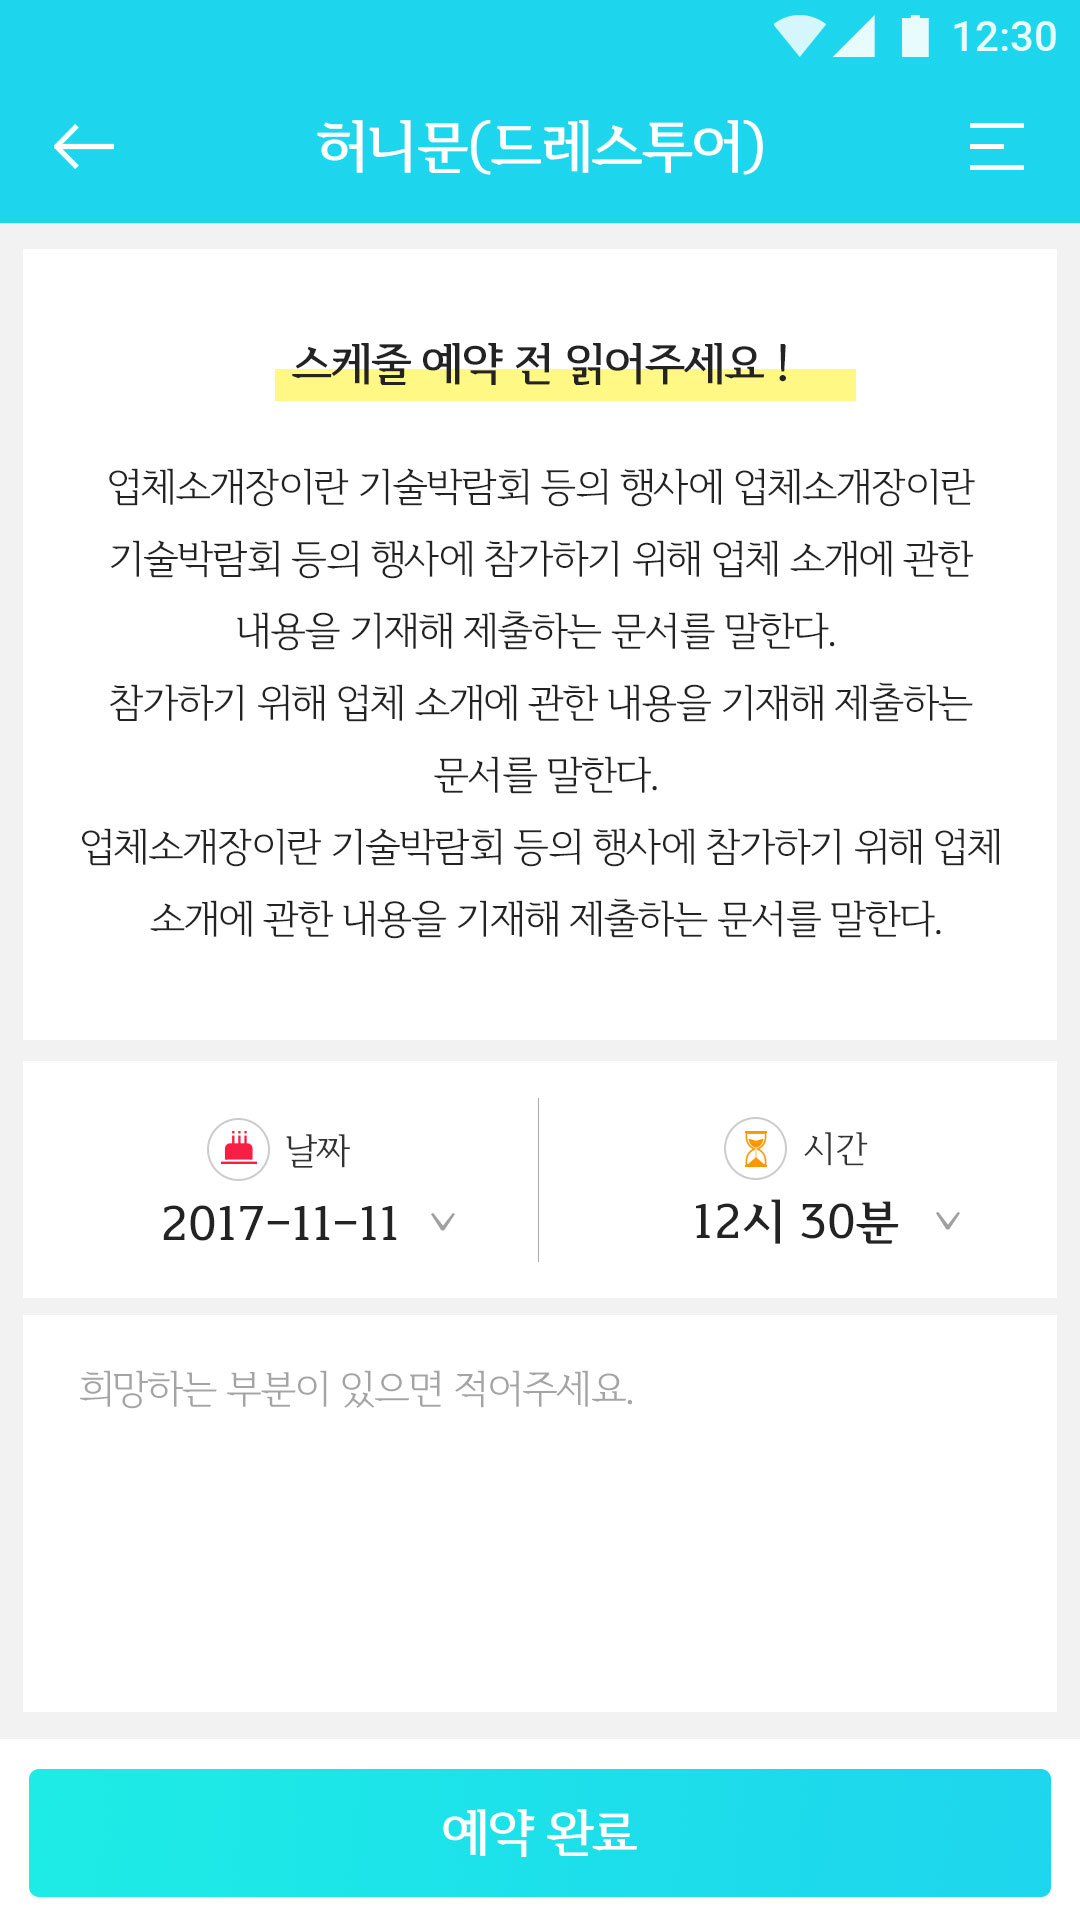 12:30
허니문(드레스투어)
스케줄 예약 전 읽어주세요 !
업체소개장이란 기술박람회 등의 행사에 업체소개장이란
기술박람회 등의 행사에 참가하기 위해 업체 소개에 관한
내용을 기재해 제출하는 문서를 말한다.
참가하기 위해 업체 소개에 관한 내용을 기재해 제출하는
문서를 말한다.
업체소개장이란 기술박람회 등의 행사에 참가하기 위해 업체
소개에 관한 내용을 기재해 제출하는 문서를 말한다.
날짜
2017-11-11
시간
12시 30분
희망하는 부분이 있으면 적어주세요.
예약 완료